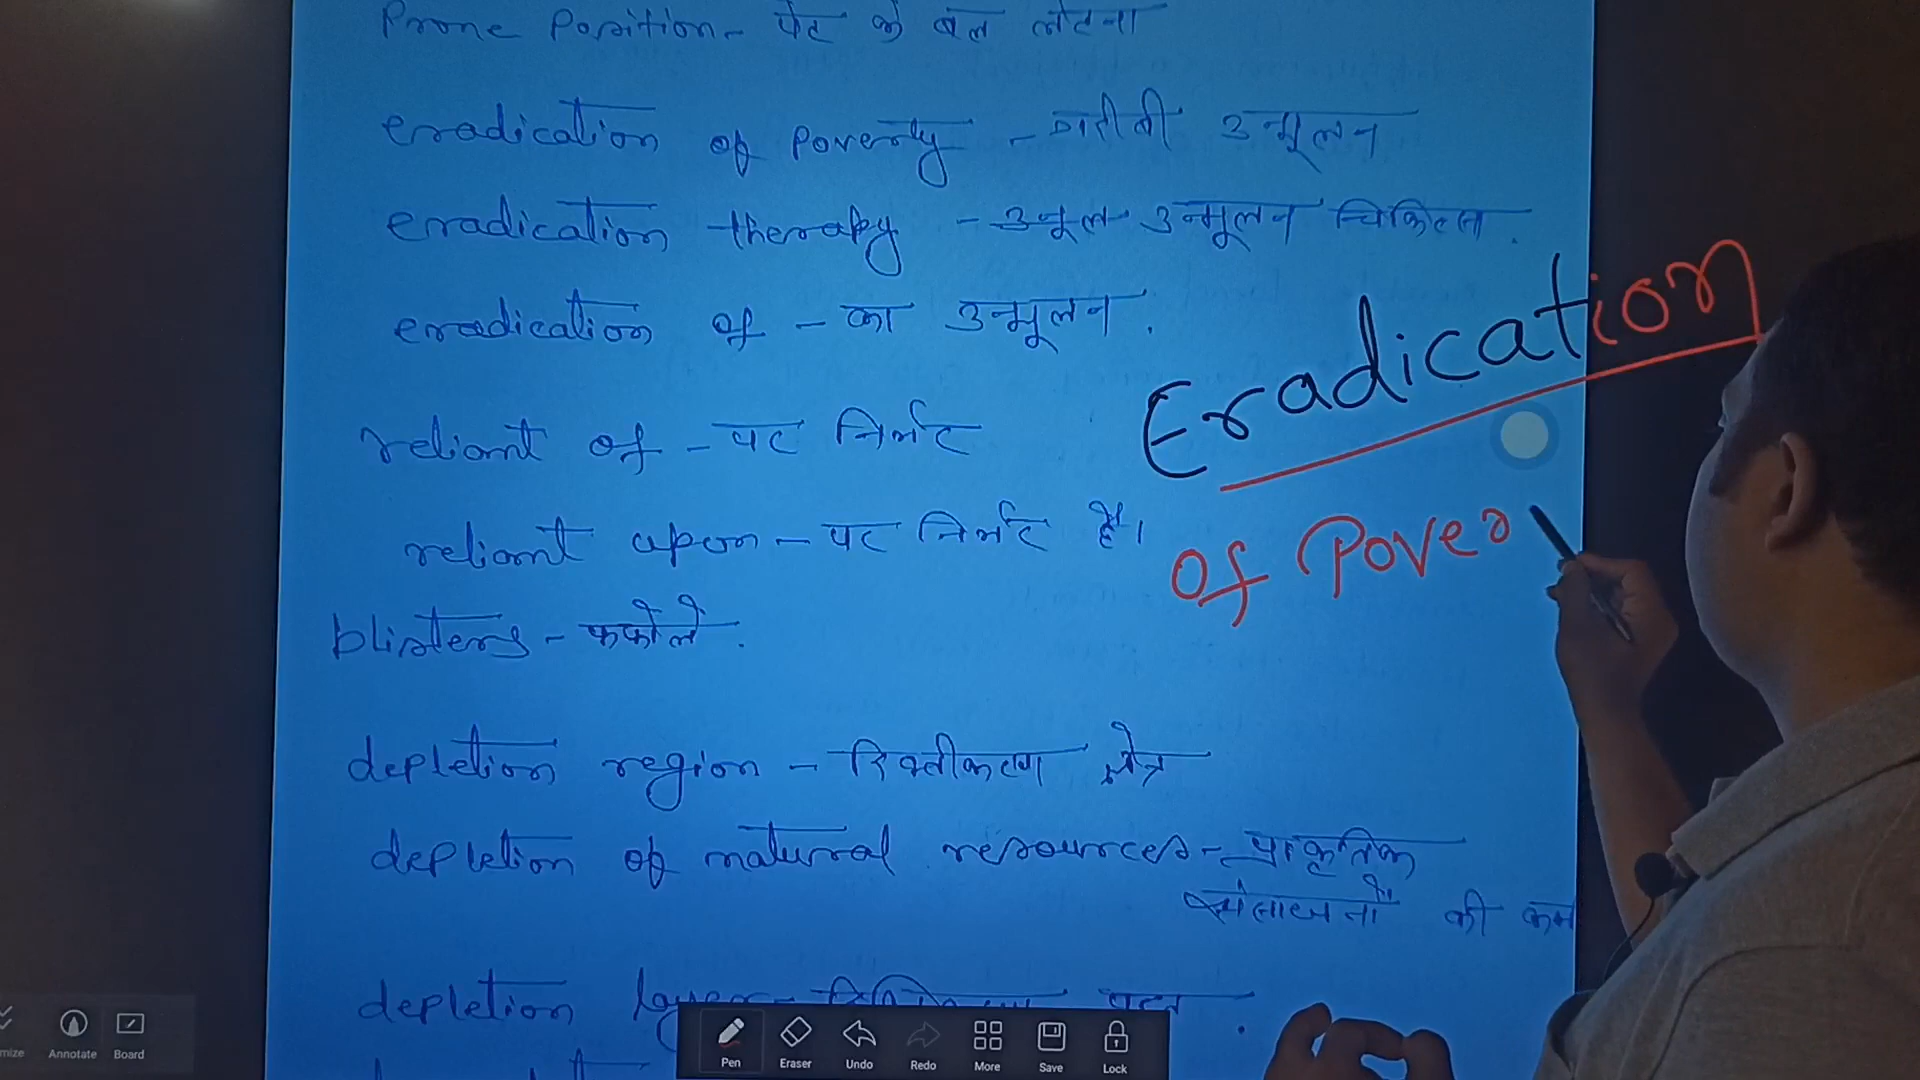 Prone Position - पेट के बल लेटना
eradication of Poverty - गरीबी उन्मूलन
eradication therapy - उन्मूलन चिकित्सा.
eradication of - का उन्मूलन.
Eradication
reliant of - पर निर्भर
of Pover
reliant upon - पर निर्भर है।
blisters - फफोले.
depletion region - रिक्तीकरण क्षेत्र
depletion of natural resources - प्राकृतिक
संसाधनों की कम
depletion layer - परत.
Annotate Board
Pen Eraser Undo Redo More Save Lock